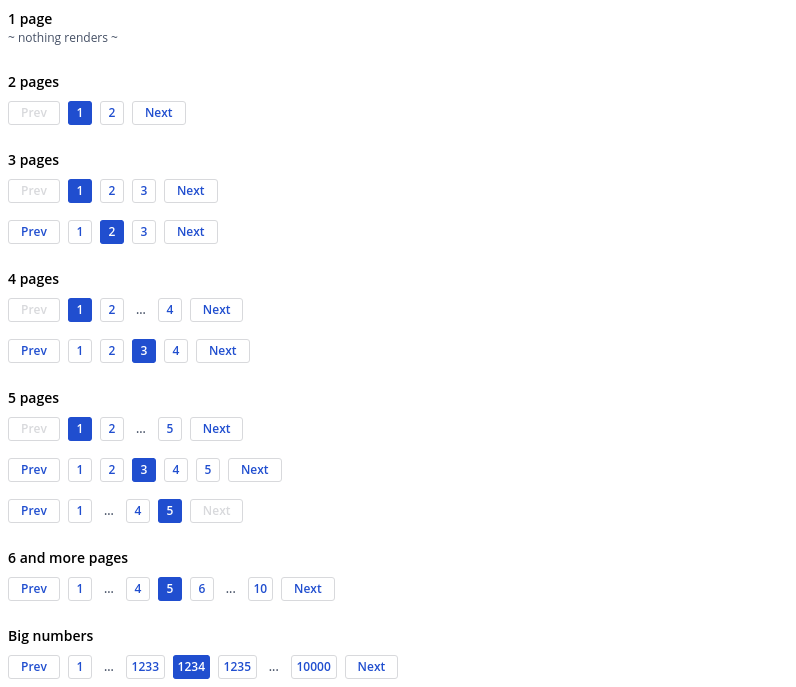 1 page
~ nothing renders ~
2 pages
Prev 1 2 Next
3 pages
Prev 1 2 3 Next
Prev 1 2 3 Next
4 pages
Prev 1 2 ... 4 Next
Prev 1 2 3 4 Next
5 pages
Prev 1 2 ... 5 Next
Prev 1 2 3 4 5 Next
Prev 1 ... 4 5 Next
6 and more pages
Prev 1 ... 4 5 6 ... 10 Next
Big numbers
Prev 1 ... 1233 1234 1235 ... 10000 Next